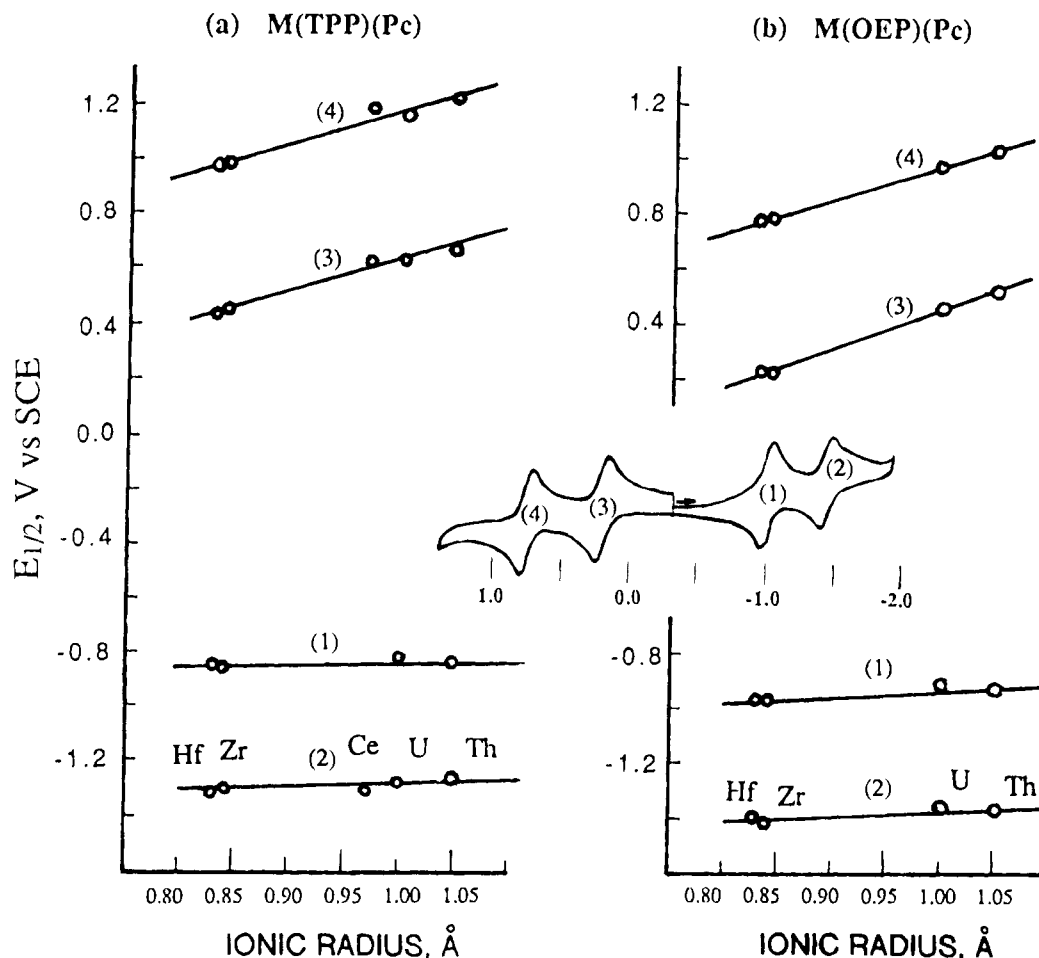 (a) M(TPP)(Pc)
(b) M(OEP)(Pc)
E1/2, V vs SCE
1.2
0.8
0.4
0.0
-0.4
-0.8
-1.2
(4)
(3)
(1)
(2)
Hf Zr Ce U Th
0.80 0.85 0.90 0.95 1.00 1.05
IONIC RADIUS, Å
1.2
0.8
0.4
(4)
(3)
(4) (3) (1) (2)
1.0 0.0 -1.0 -2.0
-0.8
-1.2
(1)
(2)
Hf Zr U Th
0.80 0.85 0.90 0.95 1.00 1.05
IONIC RADIUS, Å